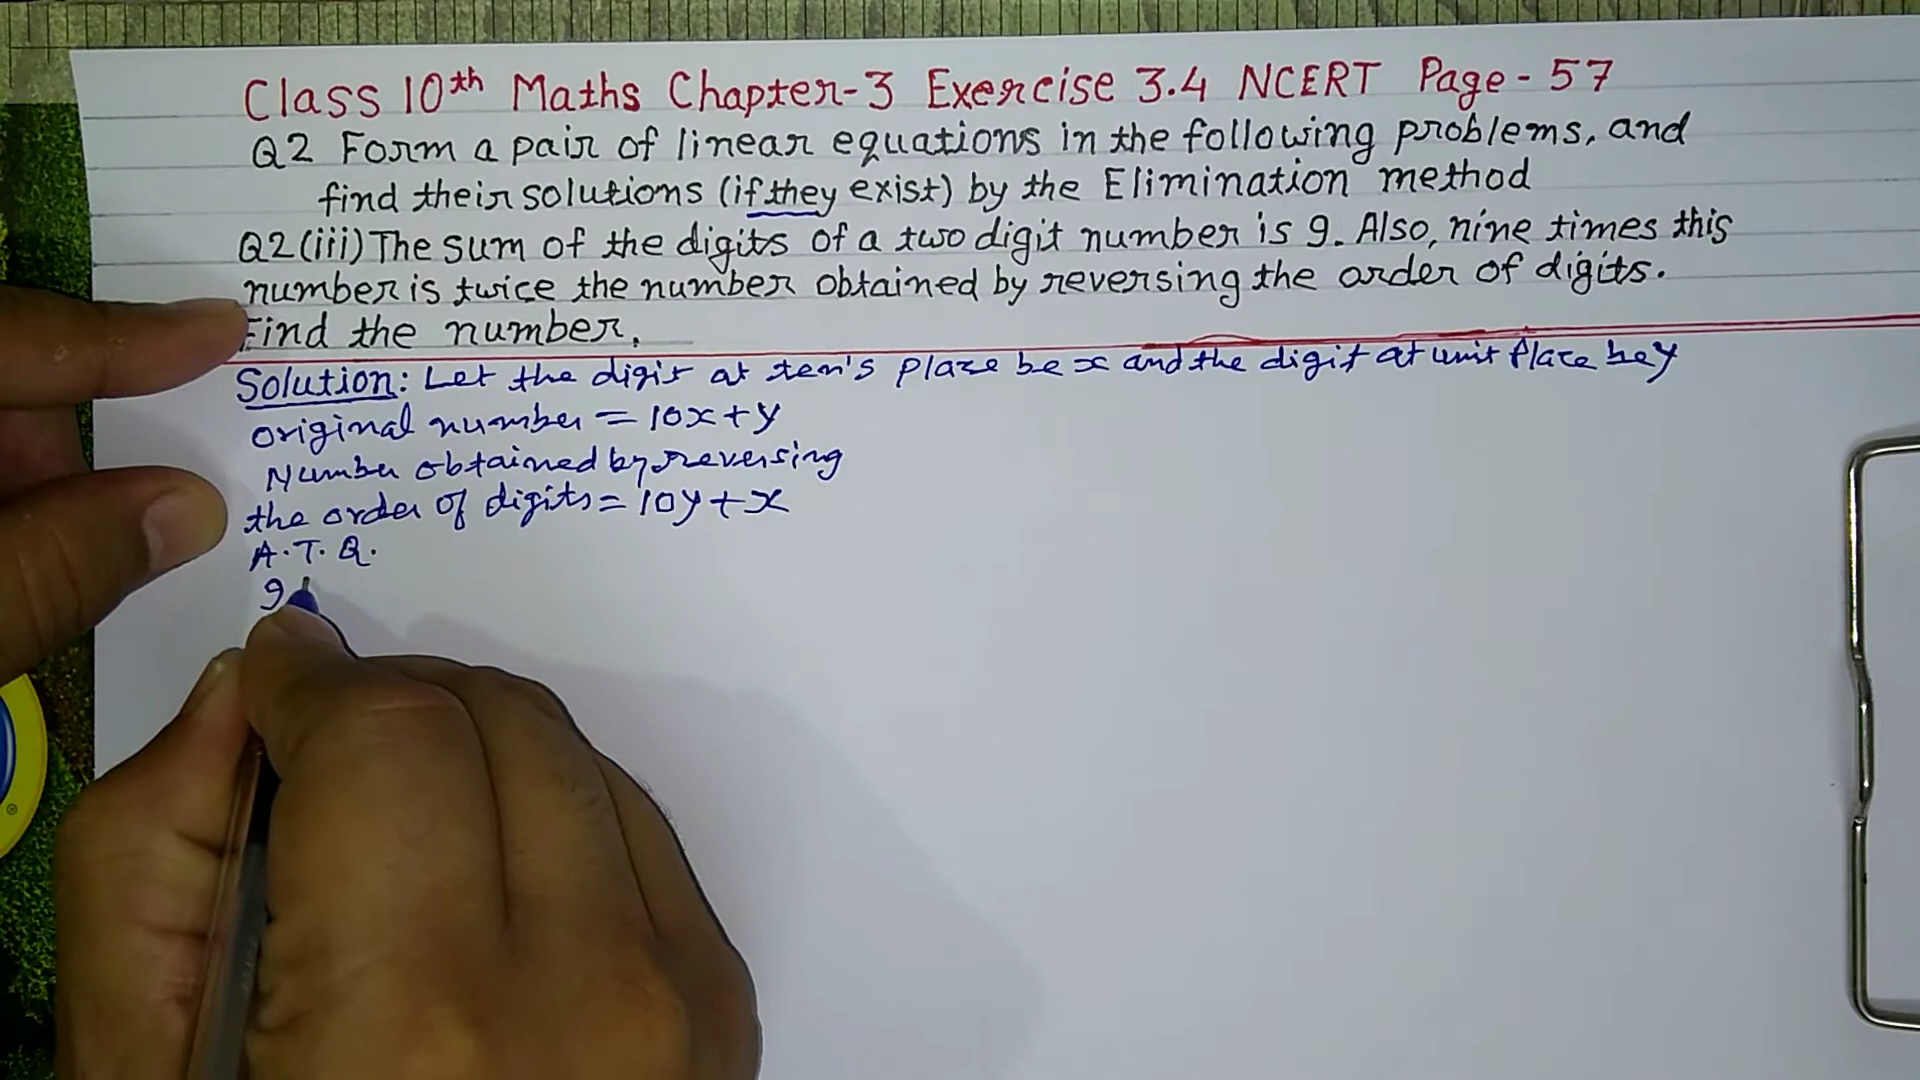 Class 10th Maths Chapter-3 Exercise 3.4 NCERT Page-57
Q2 Form a pair of linear equations in the following problems, and
find their solutions (if they exist) by the Elimination method
Q2(iii) The sum of the digits of a two digit number is 9. Also, nine times this
number is twice the number obtained by reversing the order of digits.
Find the number.
Solution: Let the digit at ten's place be x and the digit at unit place be y
original number = 10x+y
Number obtained by reversing
the order of digits = 10y+x
A.T.Q.
9